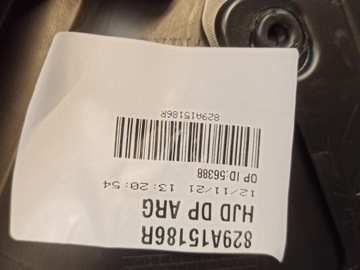 829A15186R
HJD DP ARG
12/11/21 13:20:54
OP ID:56388
829A15186R